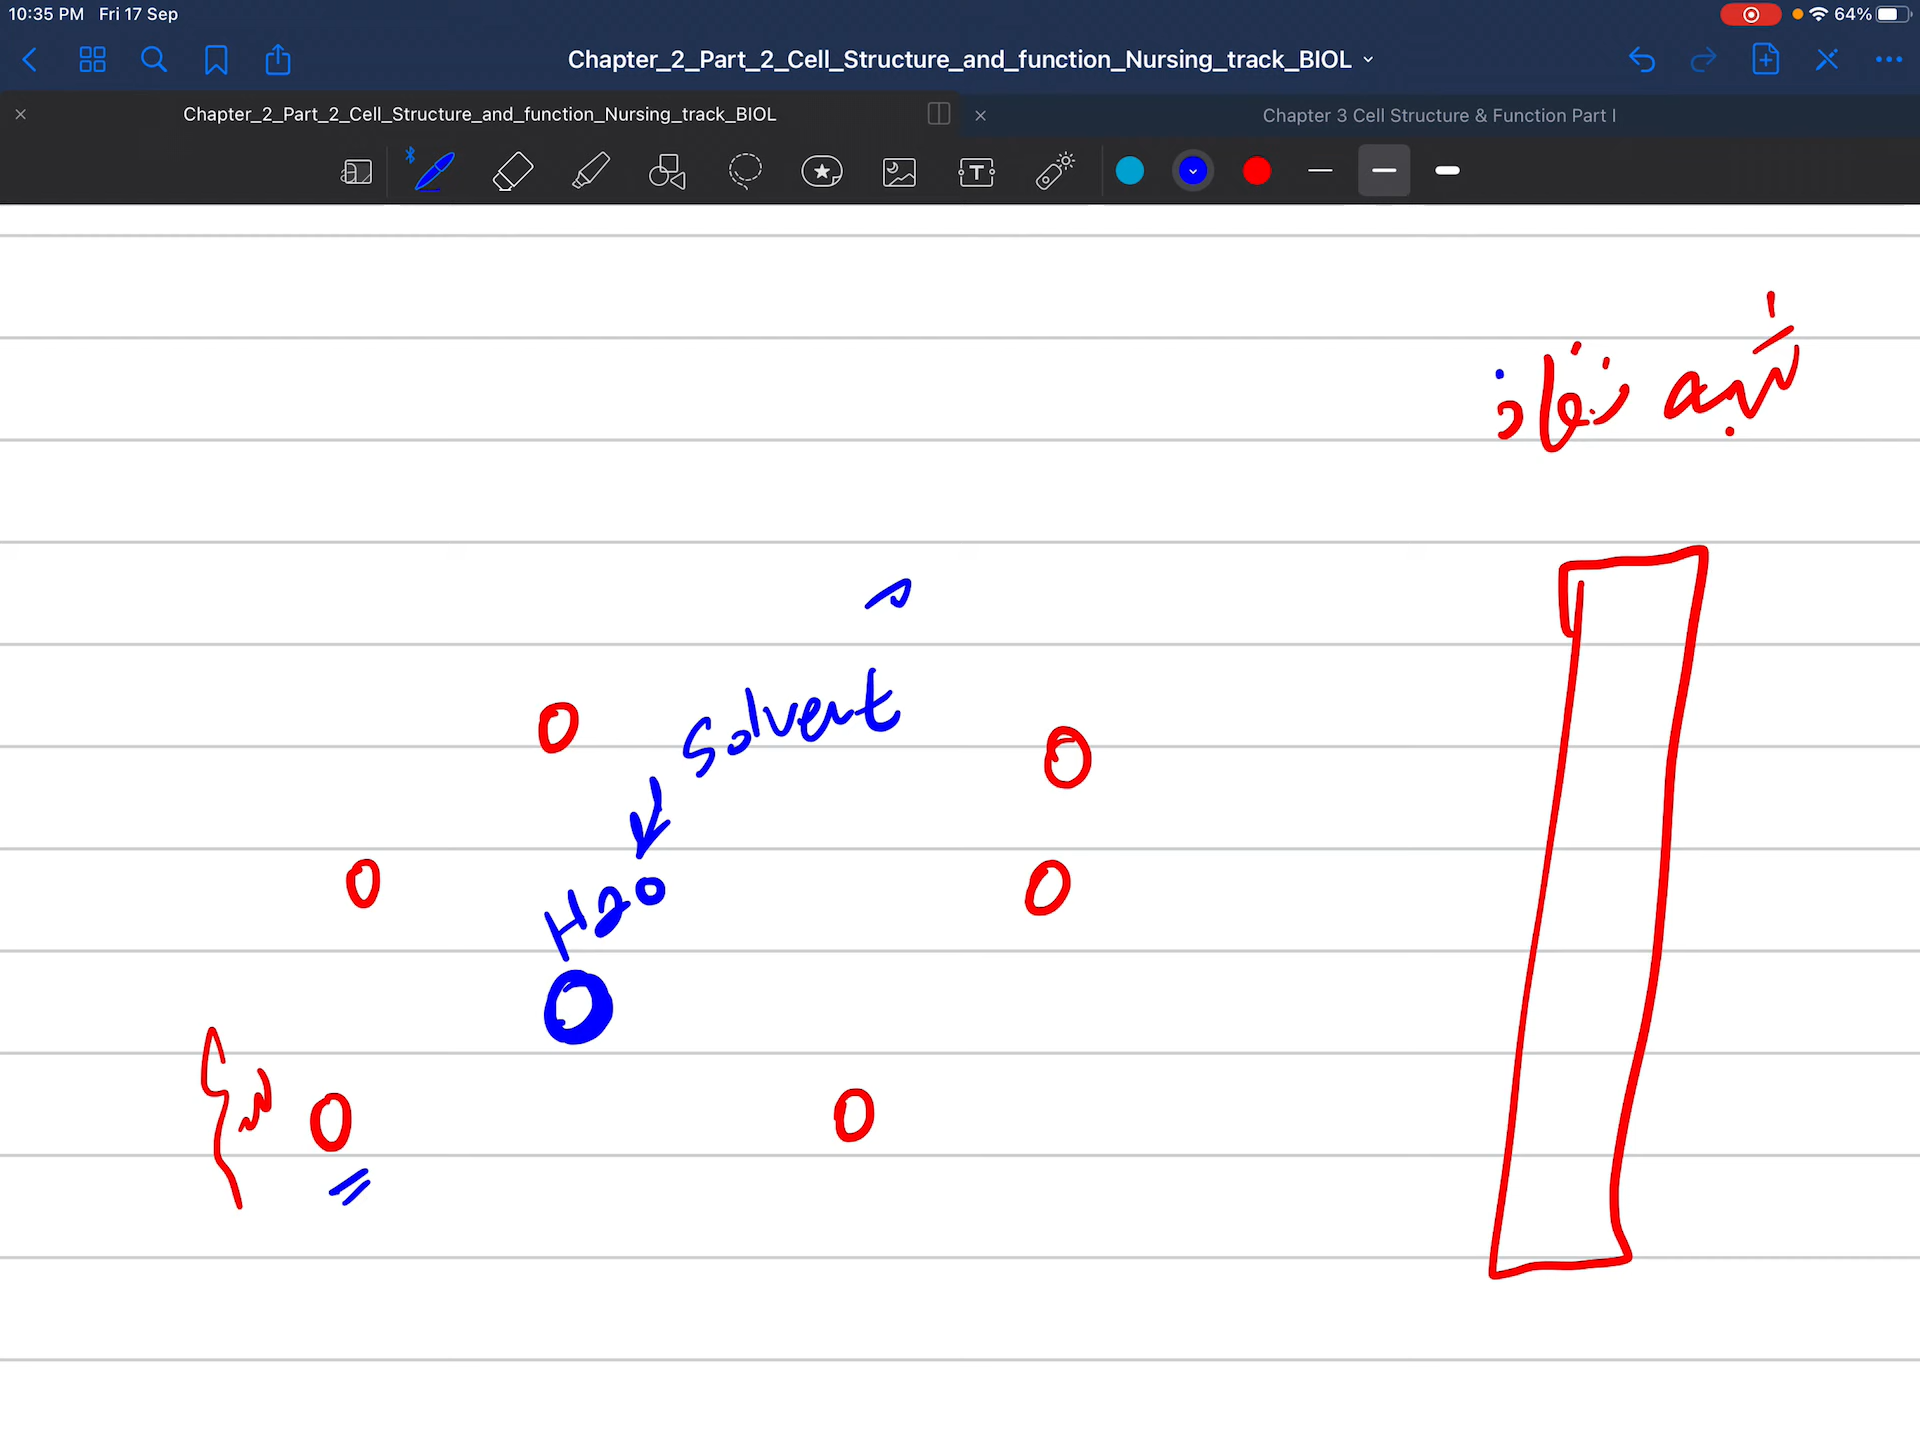 10:35 PM Fri 17 Sep 64%
Chapter_2_Part_2_Cell_Structure_and_function_Nursing_track_BIOL
Chapter_2_Part_2_Cell_Structure_and_function_Nursing_track_BIOL
Chapter 3 Cell Structure & Function Part I
شبه نفاذ
Solvent
H2O